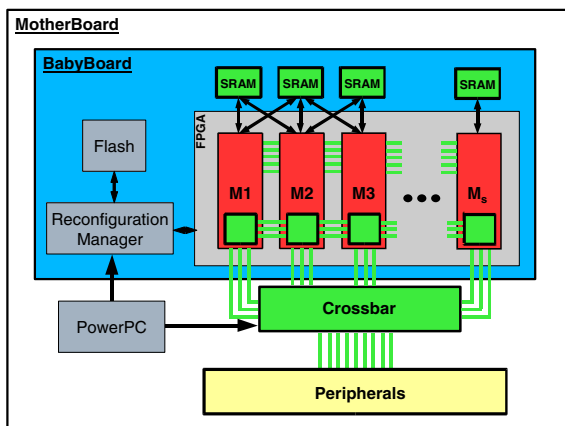 MotherBoard
BabyBoard
SRAM SRAM SRAM SRAM
FPGA
Flash
M1 M2 M3 Ms
Reconfiguration
Manager
Crossbar
PowerPC
Peripherals